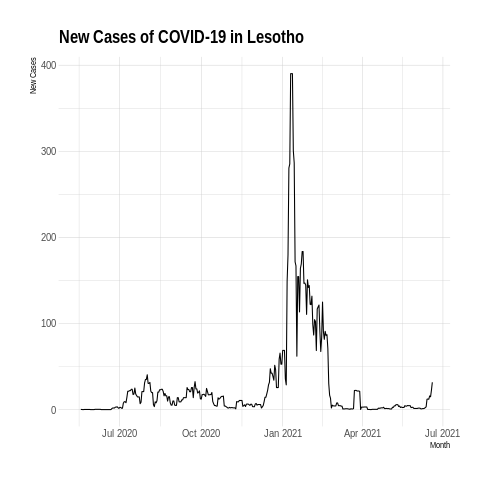 New Cases of COVID-19 in Lesotho
New Cases
400
300
200
100
0
Jul 2020 Oct 2020 Jan 2021 Apr 2021 Jul 2021
Month